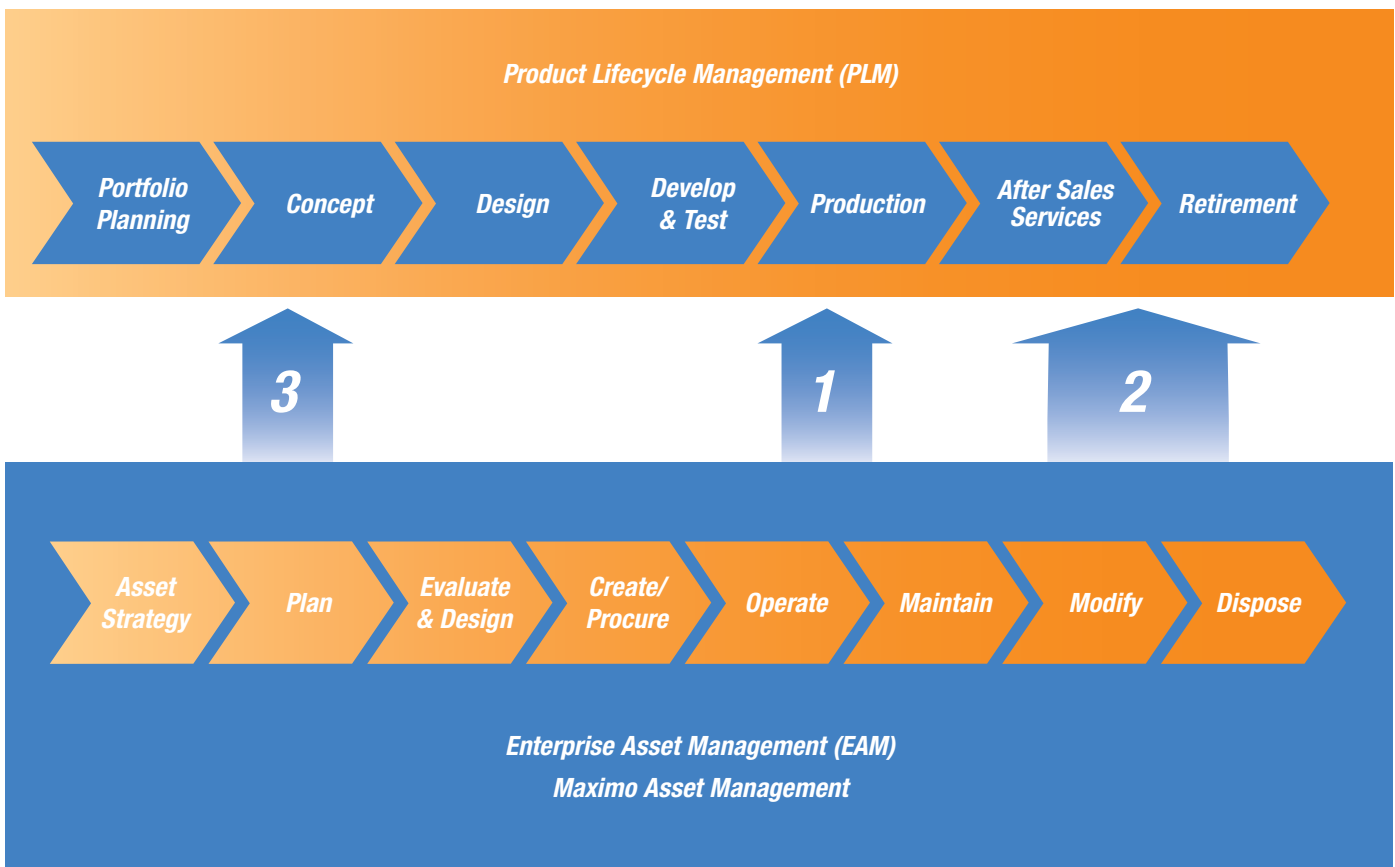 Product Lifecycle Management (PLM)
Portfolio
Planning
Concept
Design
Develop
& Test
Production
After Sales
Services
Retirement
3
1
2
Asset
Strategy
Plan
Evaluate
& Design
Create/
Procure
Operate
Maintain
Modify
Dispose
Enterprise Asset Management (EAM)
Maximo Asset Management